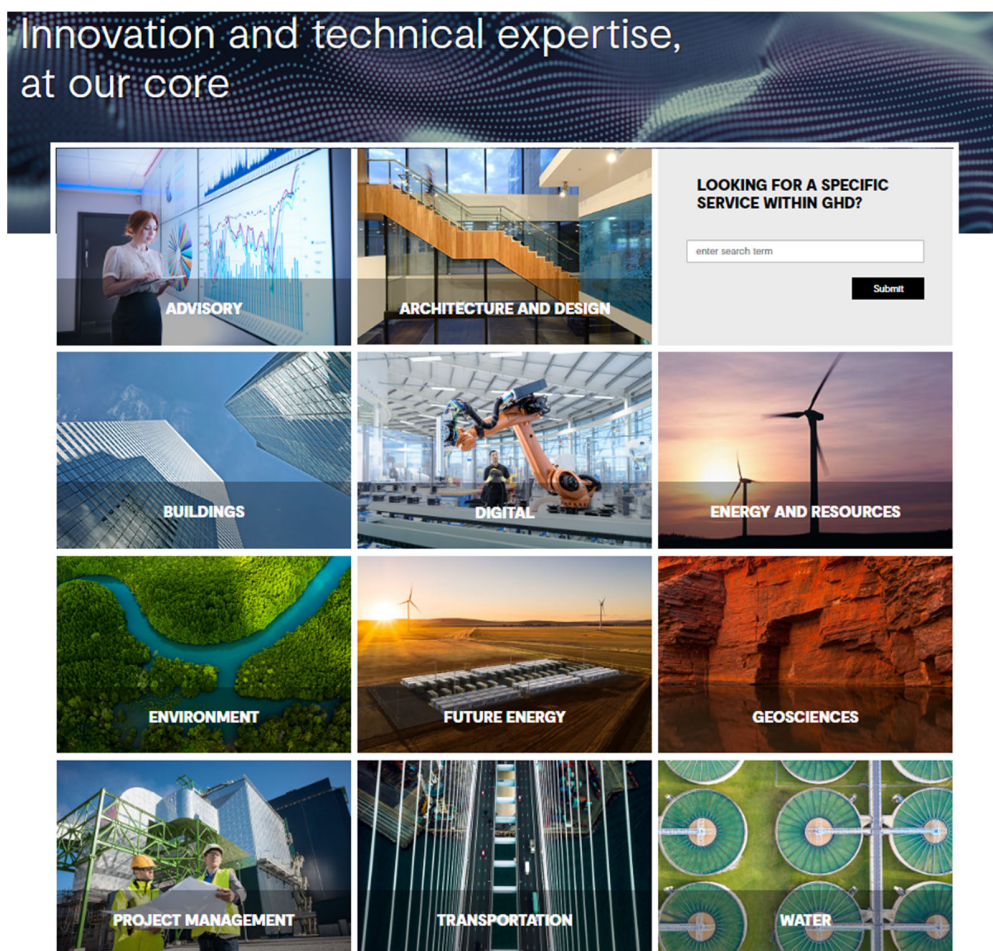 Innovation and technical expertise,
at our core
ADVISORY
ARCHITECTURE AND DESIGN
LOOKING FOR A SPECIFIC
SERVICE WITHIN GHD?
enter search term
Submit
BUILDINGS
DIGITAL
ENERGY AND RESOURCES
ENVIRONMENT
FUTURE ENERGY
GEOSCIENCES
PROJECT MANAGEMENT
TRANSPORTATION
WATER